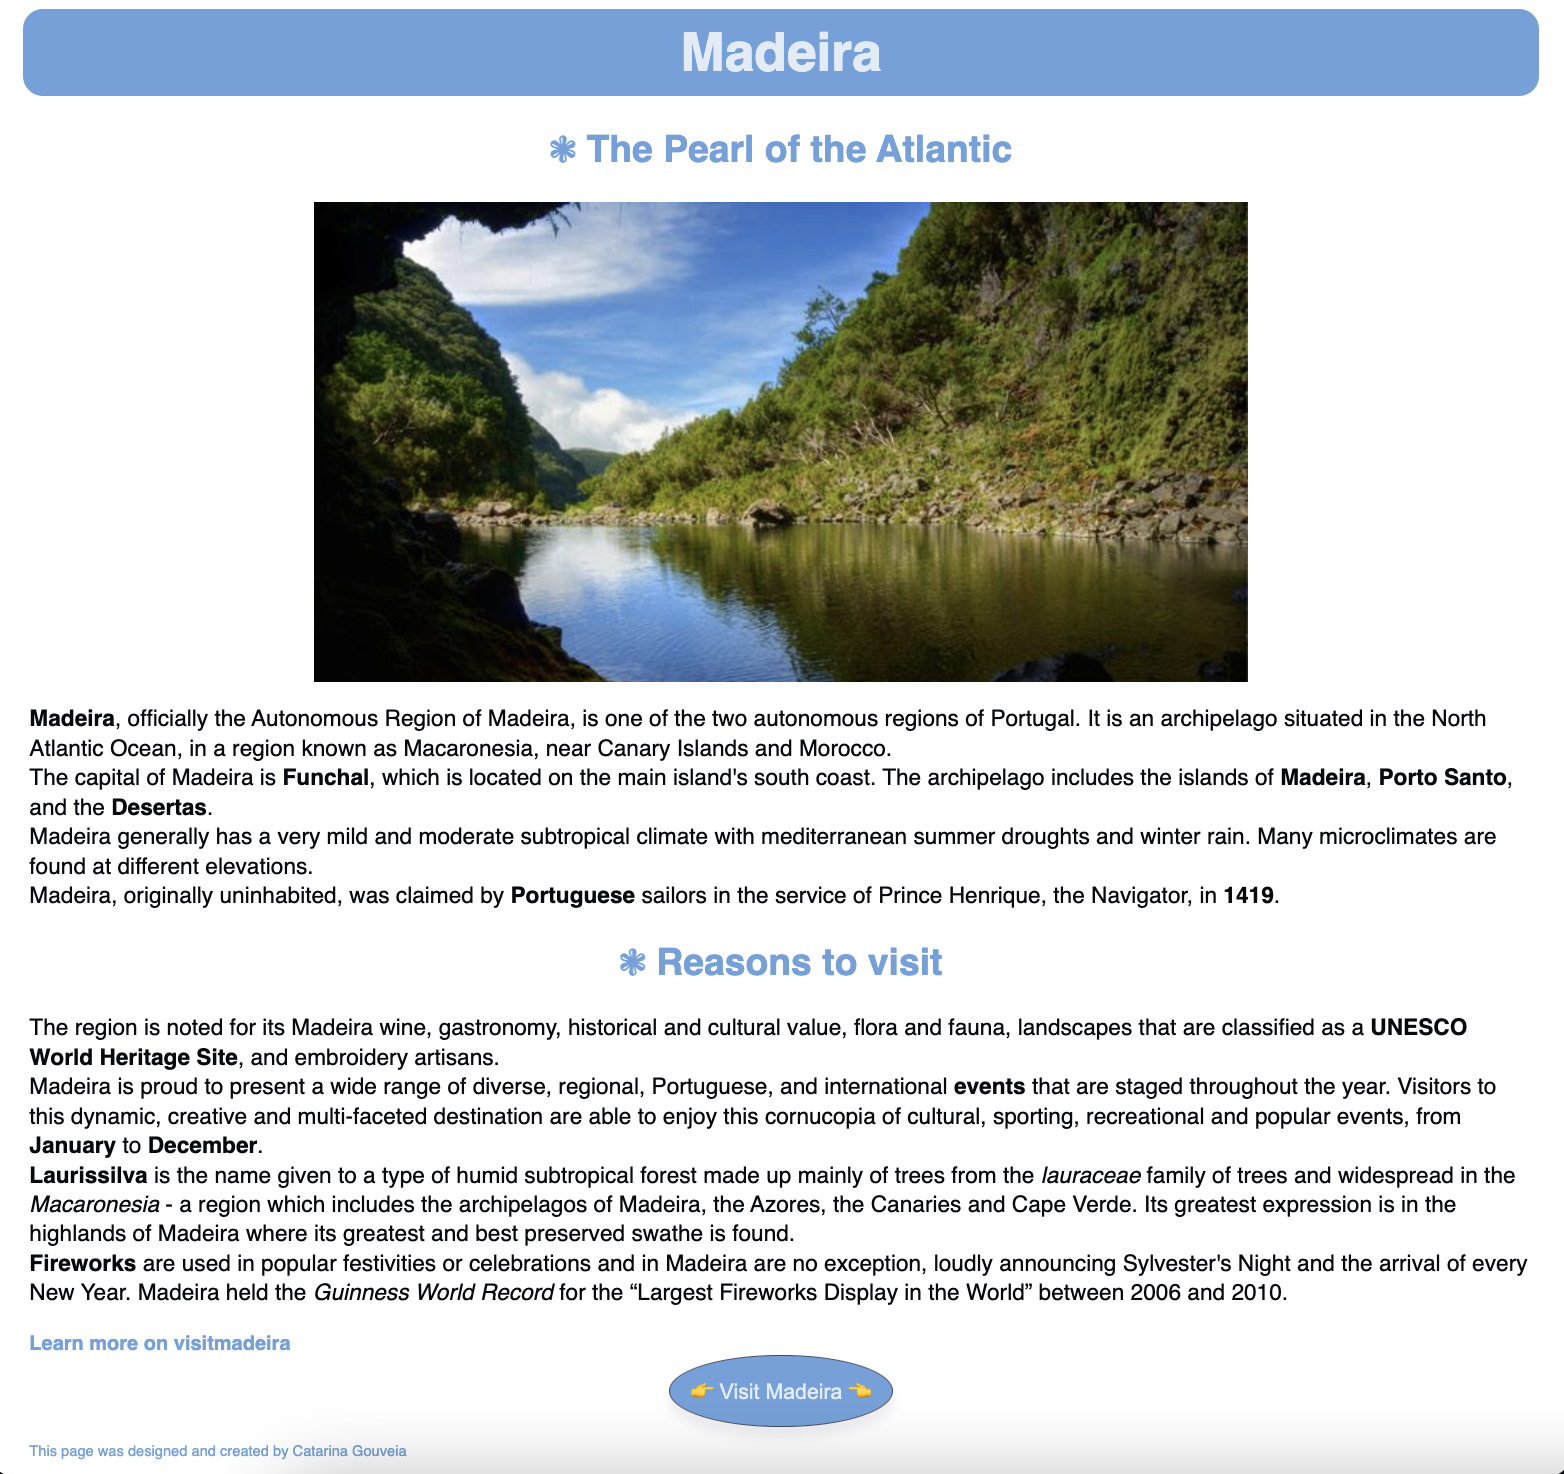 Madeira
❃ The Pearl of the Atlantic
Madeira, officially the Autonomous Region of Madeira, is one of the two autonomous regions of Portugal. It is an archipelago situated in the North
Atlantic Ocean, in a region known as Macaronesia, near Canary Islands and Morocco.
The capital of Madeira is Funchal, which is located on the main island's south coast. The archipelago includes the islands of Madeira, Porto Santo,
and the Desertas.
Madeira generally has a very mild and moderate subtropical climate with mediterranean summer droughts and winter rain. Many microclimates are
found at different elevations.
Madeira, originally uninhabited, was claimed by Portuguese sailors in the service of Prince Henrique, the Navigator, in 1419.
❃ Reasons to visit
The region is noted for its Madeira wine, gastronomy, historical and cultural value, flora and fauna, landscapes that are classified as a UNESCO
World Heritage Site, and embroidery artisans.
Madeira is proud to present a wide range of diverse, regional, Portuguese, and international events that are staged throughout the year. Visitors to
this dynamic, creative and multi-faceted destination are able to enjoy this cornucopia of cultural, sporting, recreational and popular events, from
January to December.
Laurissilva is the name given to a type of humid subtropical forest made up mainly of trees from the lauraceae family of trees and widespread in the
Macaronesia - a region which includes the archipelagos of Madeira, the Azores, the Canaries and Cape Verde. Its greatest expression is in the
highlands of Madeira where its greatest and best preserved swathe is found.
Fireworks are used in popular festivities or celebrations and in Madeira are no exception, loudly announcing Sylvester's Night and the arrival of every
New Year. Madeira held the Guinness World Record for the “Largest Fireworks Display in the World” between 2006 and 2010.
Learn more on visitmadeira
👉 Visit Madeira 👈
This page was designed and created by Catarina Gouveia